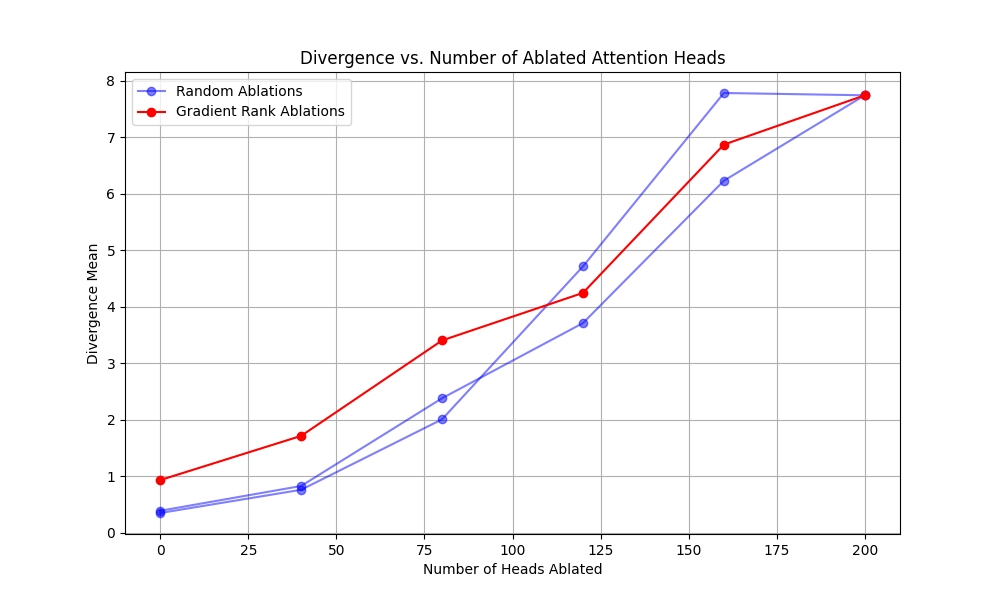 Divergence vs. Number of Ablated Attention Heads
Random Ablations
Gradient Rank Ablations
Divergence Mean
8
7
6
5
4
3
2
1
0
0 25 50 75 100 125 150 175 200
Number of Heads Ablated